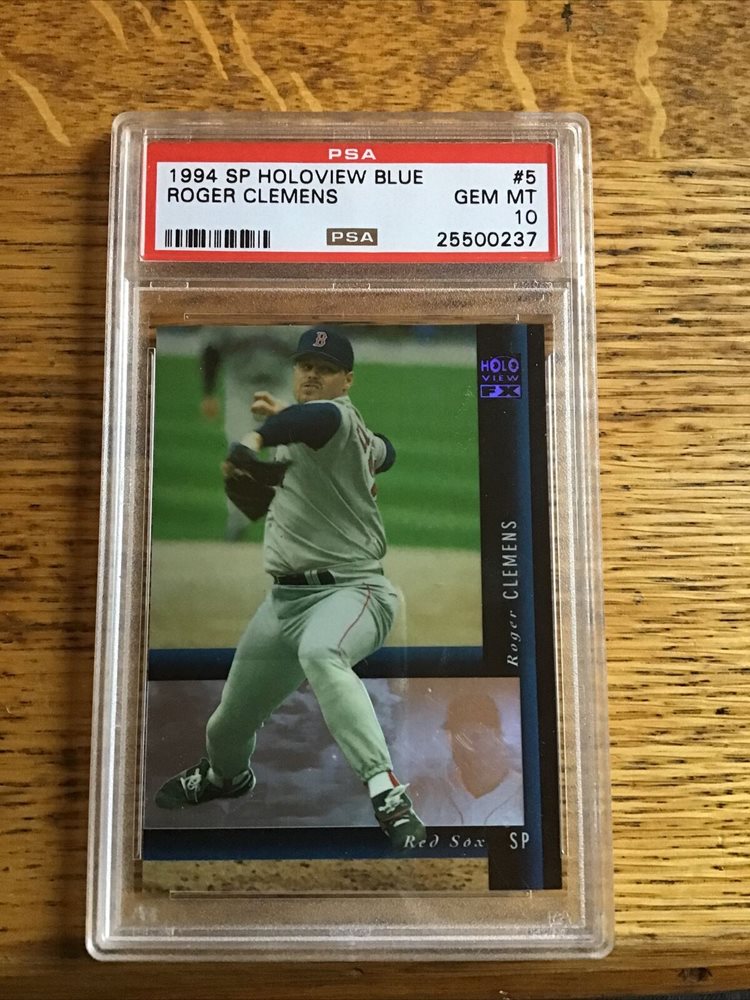 PSA
1994 SP HOLOVIEW BLUE #5
ROGER CLEMENS GEM MT
10
PSA 25500237
B
HOLO
VIEW
FX
Roger CLEMENS
Red Sox SP